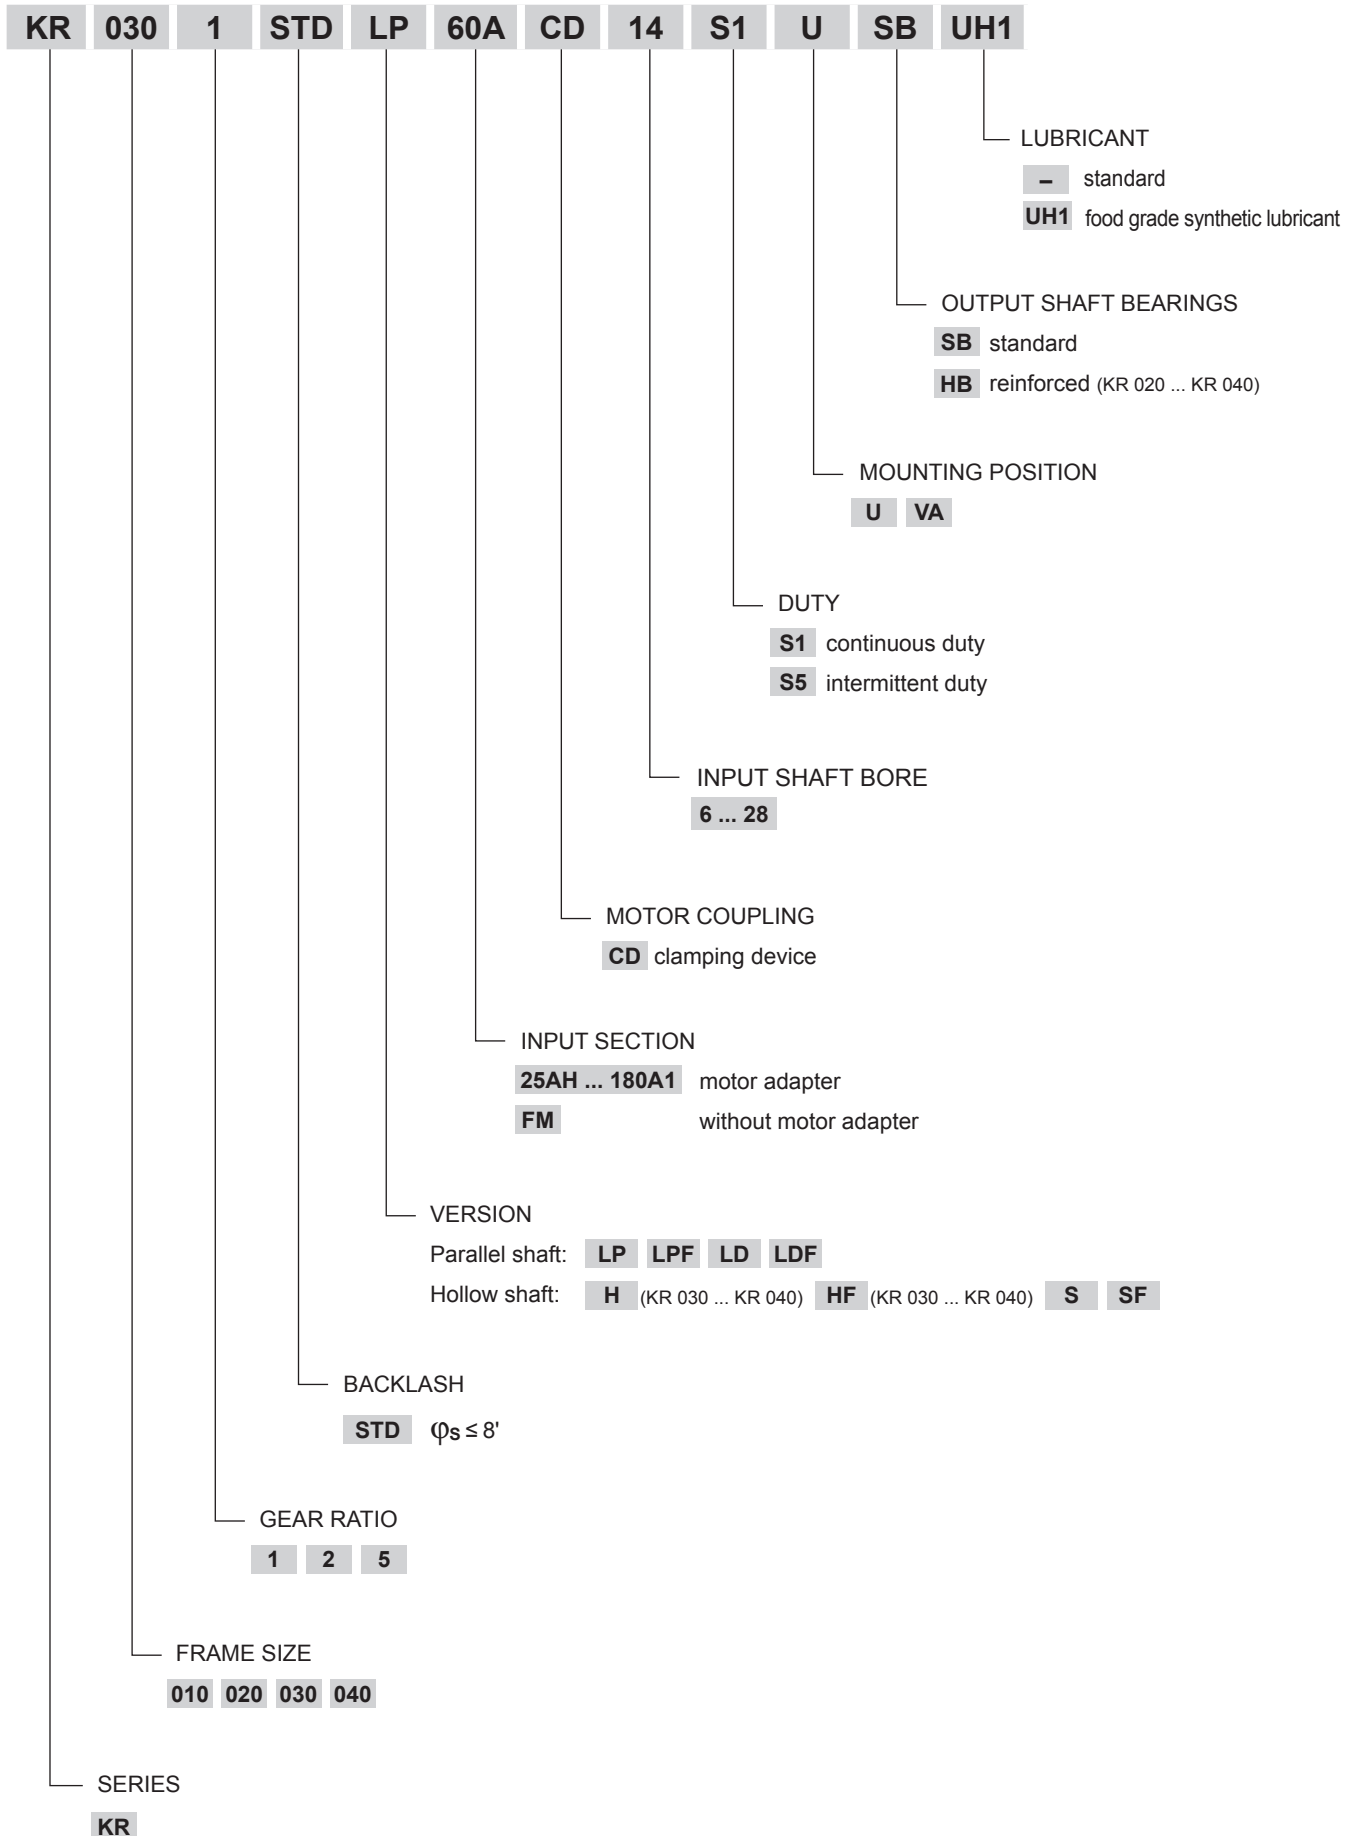 KR 030 1 STD LP 60A CD 14 S1 U SB UH1
LUBRICANT
– standard
UH1 food grade synthetic lubricant
OUTPUT SHAFT BEARINGS
SB standard
HB reinforced (KR 020 ... KR 040)
MOUNTING POSITION
U VA
DUTY
S1 continuous duty
S5 intermittent duty
INPUT SHAFT BORE
6 ... 28
MOTOR COUPLING
CD clamping device
INPUT SECTION
25AH ... 180A1 motor adapter
FM without motor adapter
VERSION
Parallel shaft: LP LPF LD LDF
Hollow shaft: H (KR 030 ... KR 040) HF (KR 030 ... KR 040) S SF
BACKLASH
STD φs ≤ 8'
GEAR RATIO
1 2 5
FRAME SIZE
010 020 030 040
SERIES
KR